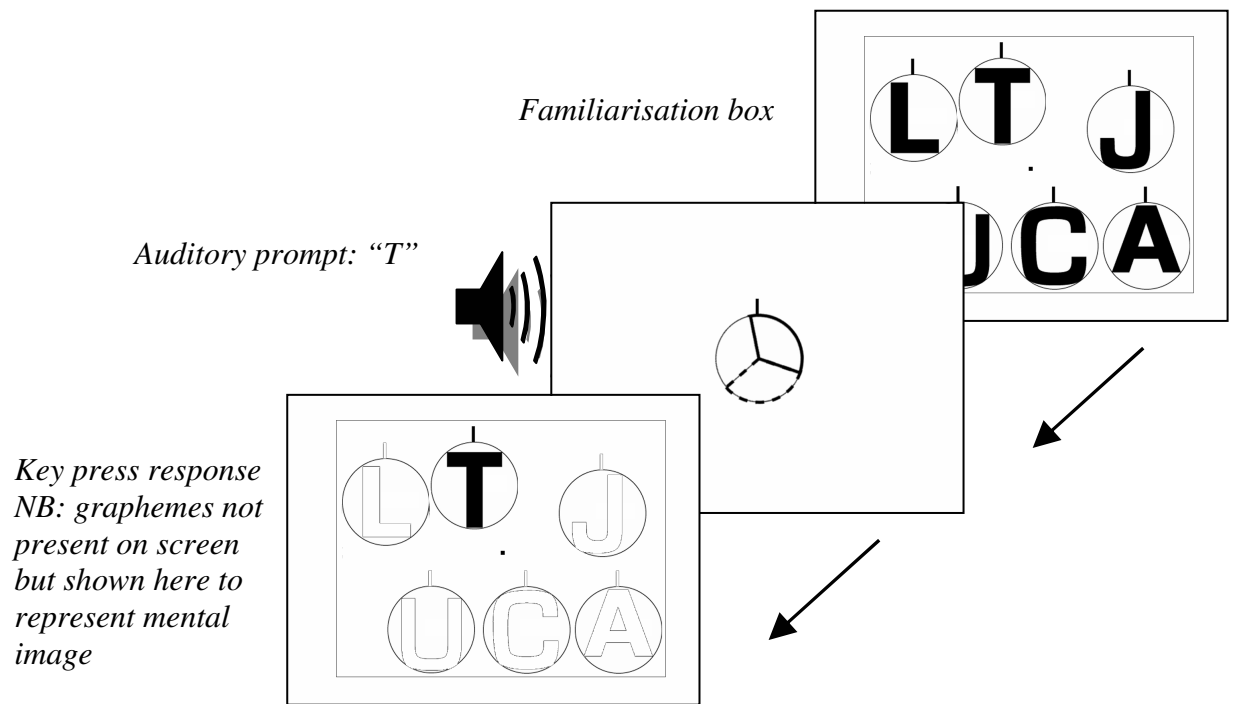 L T J
Familiarisation box
U C A
Auditory prompt: “T”
Key press response
NB: graphemes not
present on screen
but shown here to
represent mental
image
L T J
U C A